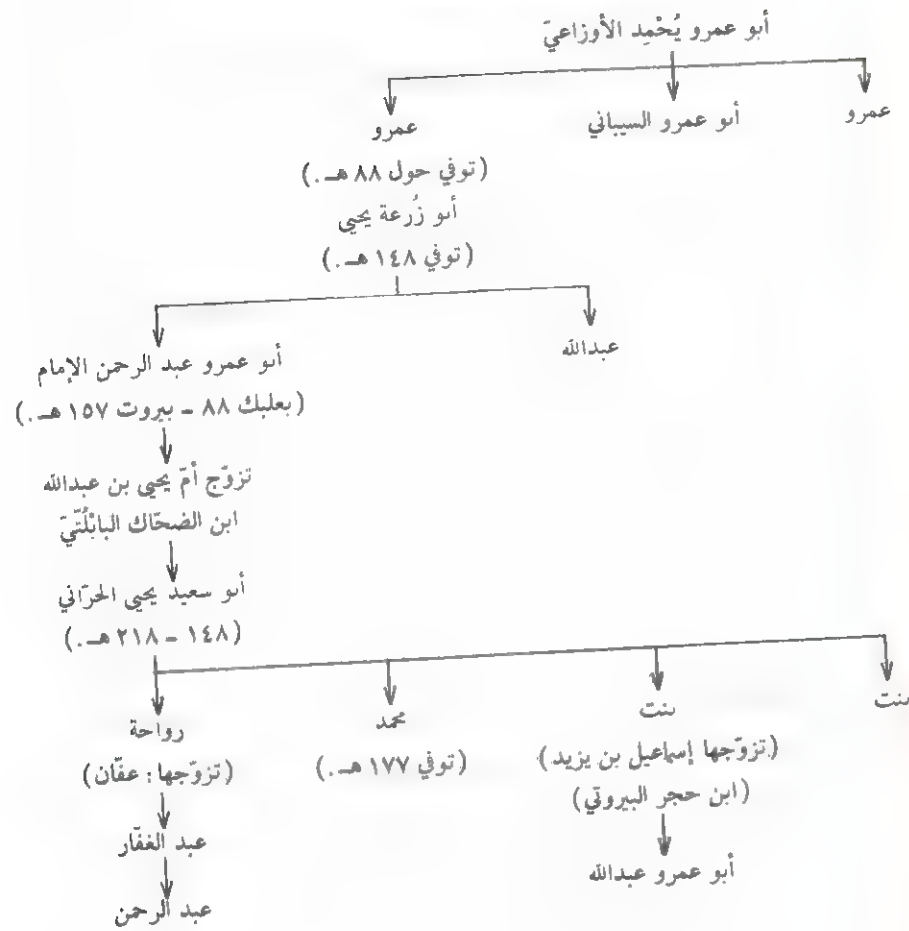 أبو عمرو يُحْمِد الأوزاعيّ
عمرو
أبو عمرو السيباني
عمرو
(توفي حول ٨٨ هـ.)
أبو زُرعة يحيى
(توفي ١٤٨ هـ.)
عبدالله
أبو عمرو عبد الرحمن الإمام
(بعلبك ٨٨ - بيروت ١٥٧ هـ.)
تزوّج أمّ يحيى بن عبدالله
ابن الضحّاك البابْلُتّيّ
أبو سعيد يحيى الحرّاني
(١٤٨ - ٢١٨ هـ.)
بنت
بنت
(تزوّجها إسماعيل بن يزيد)
(ابن حجر البيروتي)
أبو عمرو عبدالله
محمد
(توفي ١٧٧ هـ.)
رواحة
(تزوّجها: عفّان)
عبد الغفّار
عبد الرحمن